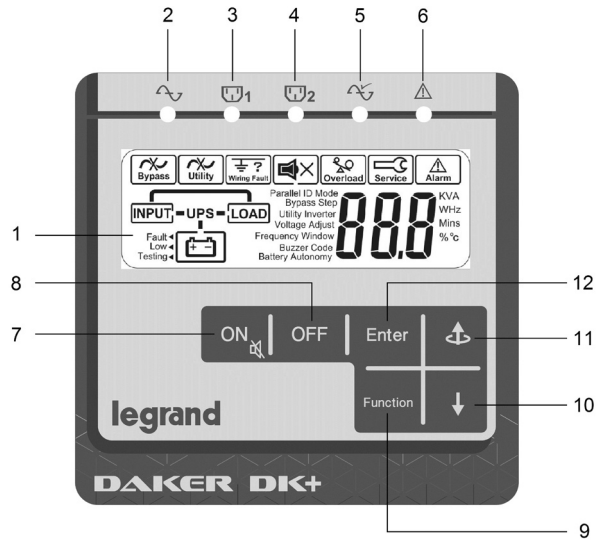 2 3 4 5 6
1 2
Bypass Utility Wiring Fault Overload Service Alarm
?
Parallel ID Mode
Bypass Step
Utility Inverter
Voltage Adjust
Frequency Window
Buzzer Code
Battery Autonomy
88.8
KVA
WHz
Mins
%°C
INPUT UPS LOAD
Fault
Low
Testing
+ -
1
8
12
7
ON OFF Enter
11
Function
10
legrand
DAKER DK+
9